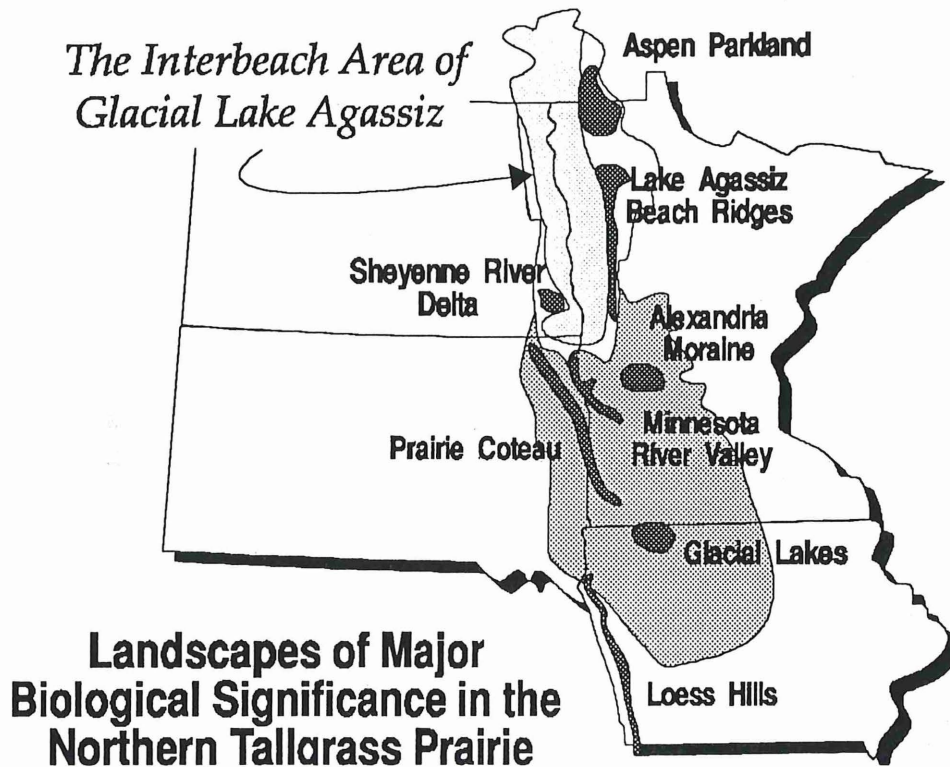 The Interbeach Area of
Glacial Lake Agassiz
Aspen Parkland
Lake Agassiz
Beach Ridges
Sheyenne River
Delta
Alexandria
Moraine
Prairie Coteau
Minnesota
River Valley
Glacial Lakes
Loess Hills
Landscapes of Major
Biological Significance in the
Northern Tallgrass Prairie